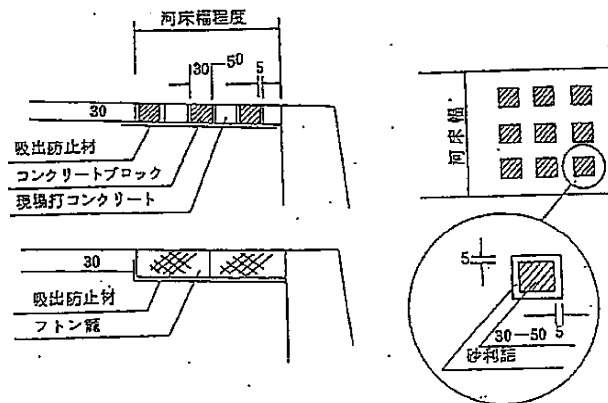 河床幅程度
30—50
5
30
吸出防止材
コンクリートブロック
現場打コンクリート
30
吸出防止材
フトン籠
河床幅
5
30—50
5
砂利詰